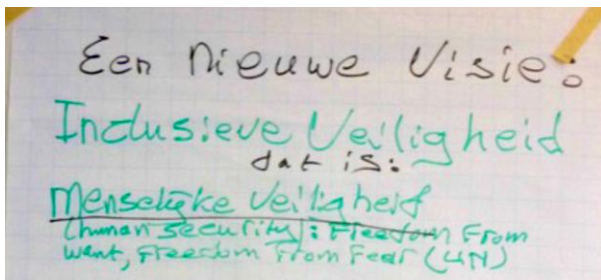 Een nieuwe Visie:
Inclusieve Veiligheid
dat is:
Menselijke Veiligheid
(human security): Freedom From
want, Freedom From Fear (UN)